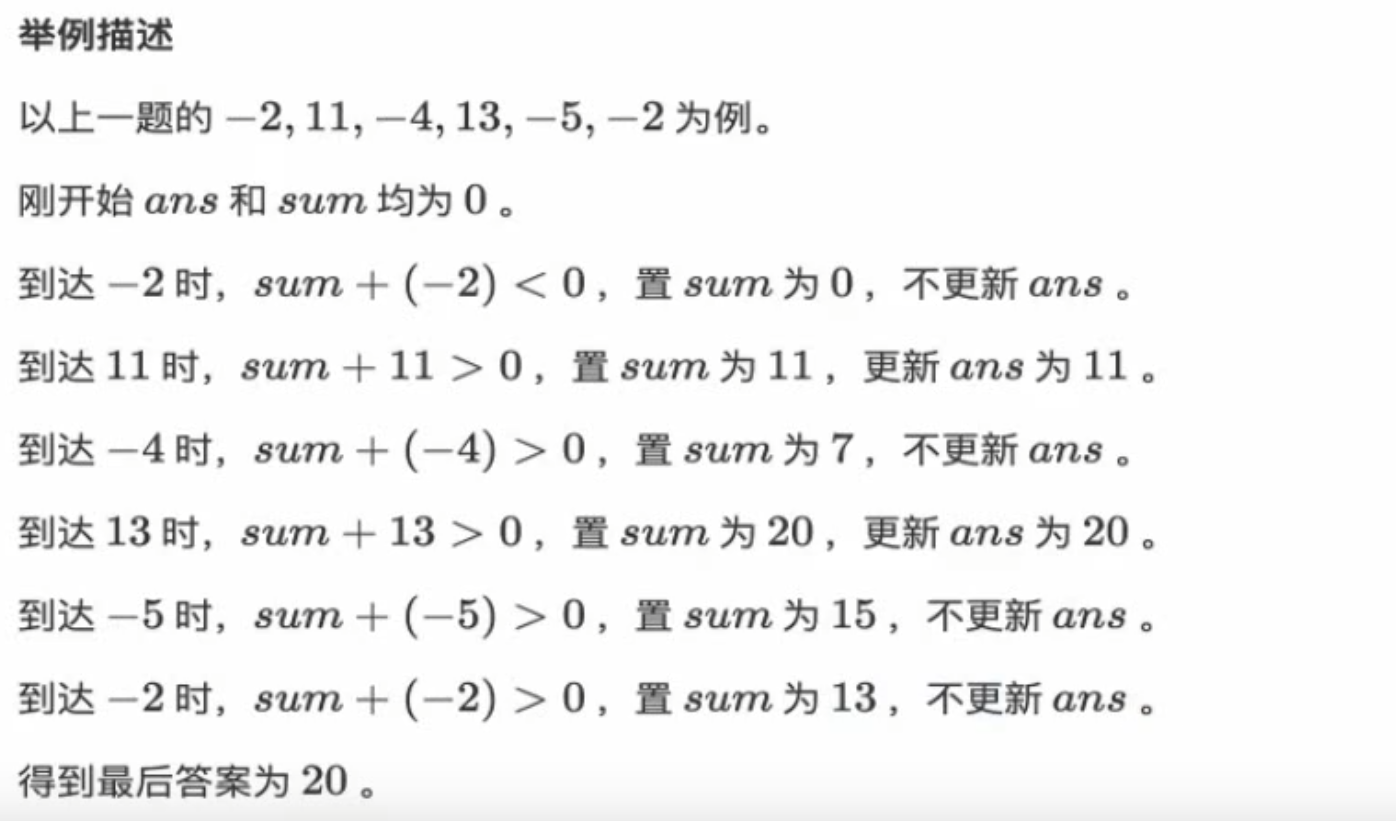 举例描述
以上一题的 −2, 11, −4, 13, −5, −2 为例。
刚开始 ans 和 sum 均为 0 。
到达 −2 时，sum + (−2) < 0 ，置 sum 为 0 ，不更新 ans 。
到达 11 时，sum + 11 > 0 ，置 sum 为 11 ，更新 ans 为 11 。
到达 −4 时，sum + (−4) > 0 ，置 sum 为 7 ，不更新 ans 。
到达 13 时，sum + 13 > 0 ，置 sum 为 20 ，更新 ans 为 20 。
到达 −5 时，sum + (−5) > 0 ，置 sum 为 15 ，不更新 ans 。
到达 −2 时，sum + (−2) > 0 ，置 sum 为 13 ，不更新 ans 。
得到最后答案为 20 。